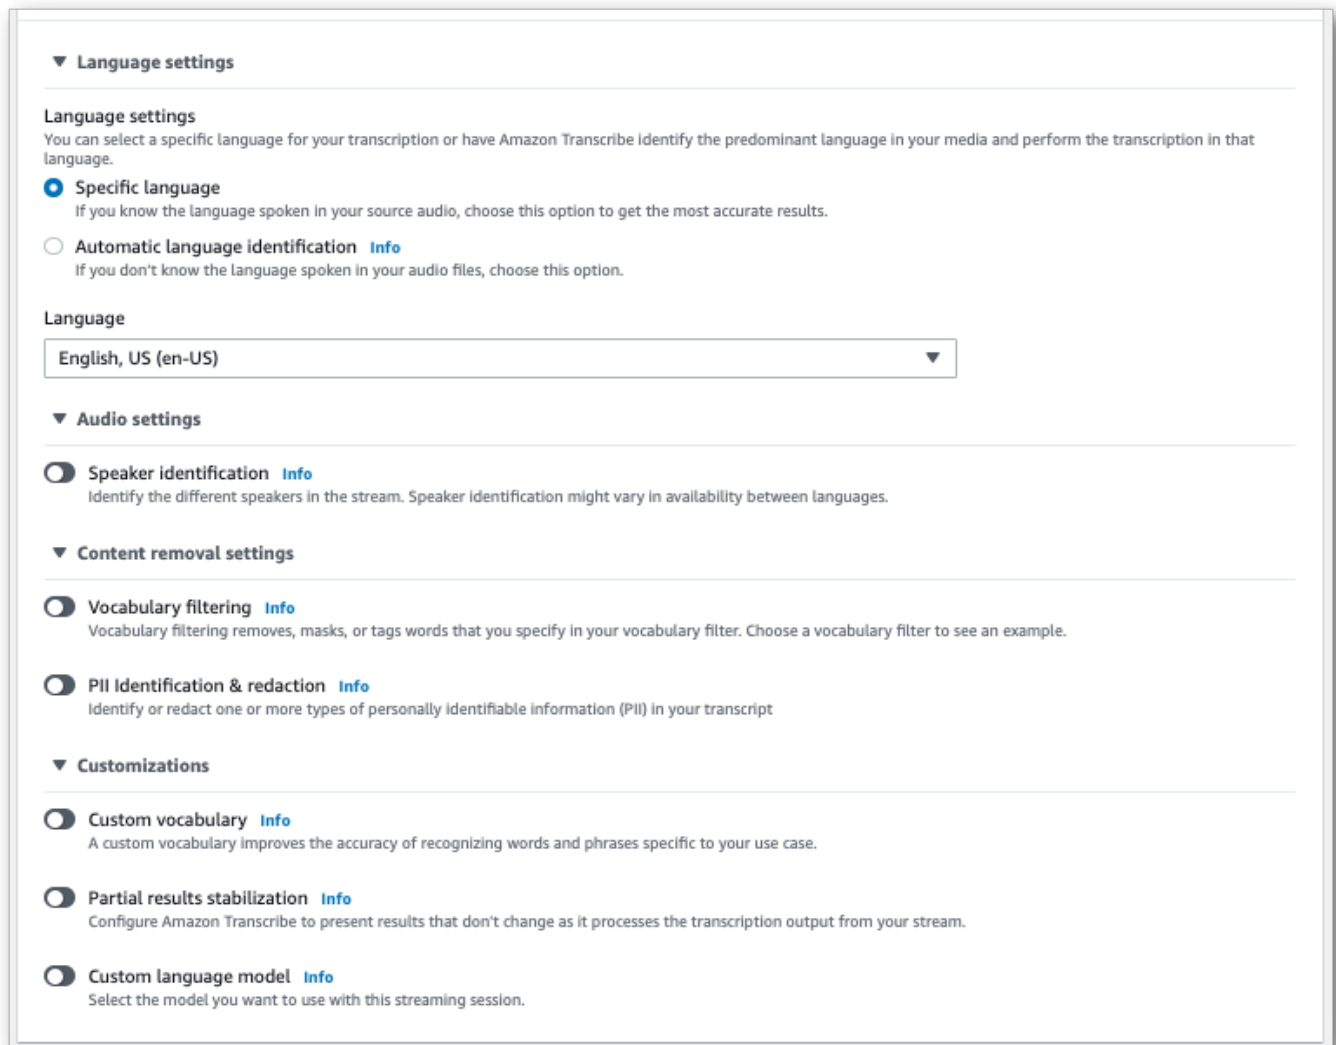 Language settings
Language settings
You can select a specific language for your transcription or have Amazon Transcribe identify the predominant language in your media and perform the transcription in that
language.
Specific language
If you know the language spoken in your source audio, choose this option to get the most accurate results.
Automatic language identification Info
If you don't know the language spoken in your audio files, choose this option.
Language
English, US (en-US)
Audio settings
Speaker identification Info
Identify the different speakers in the stream. Speaker identification might vary in availability between languages.
Content removal settings
Vocabulary filtering Info
Vocabulary filtering removes, masks, or tags words that you specify in your vocabulary filter. Choose a vocabulary filter to see an example.
PII Identification & redaction Info
Identify or redact one or more types of personally identifiable information (PII) in your transcript
Customizations
Custom vocabulary Info
A custom vocabulary improves the accuracy of recognizing words and phrases specific to your use case.
Partial results stabilization Info
Configure Amazon Transcribe to present results that don't change as it processes the transcription output from your stream.
Custom language model Info
Select the model you want to use with this streaming session.